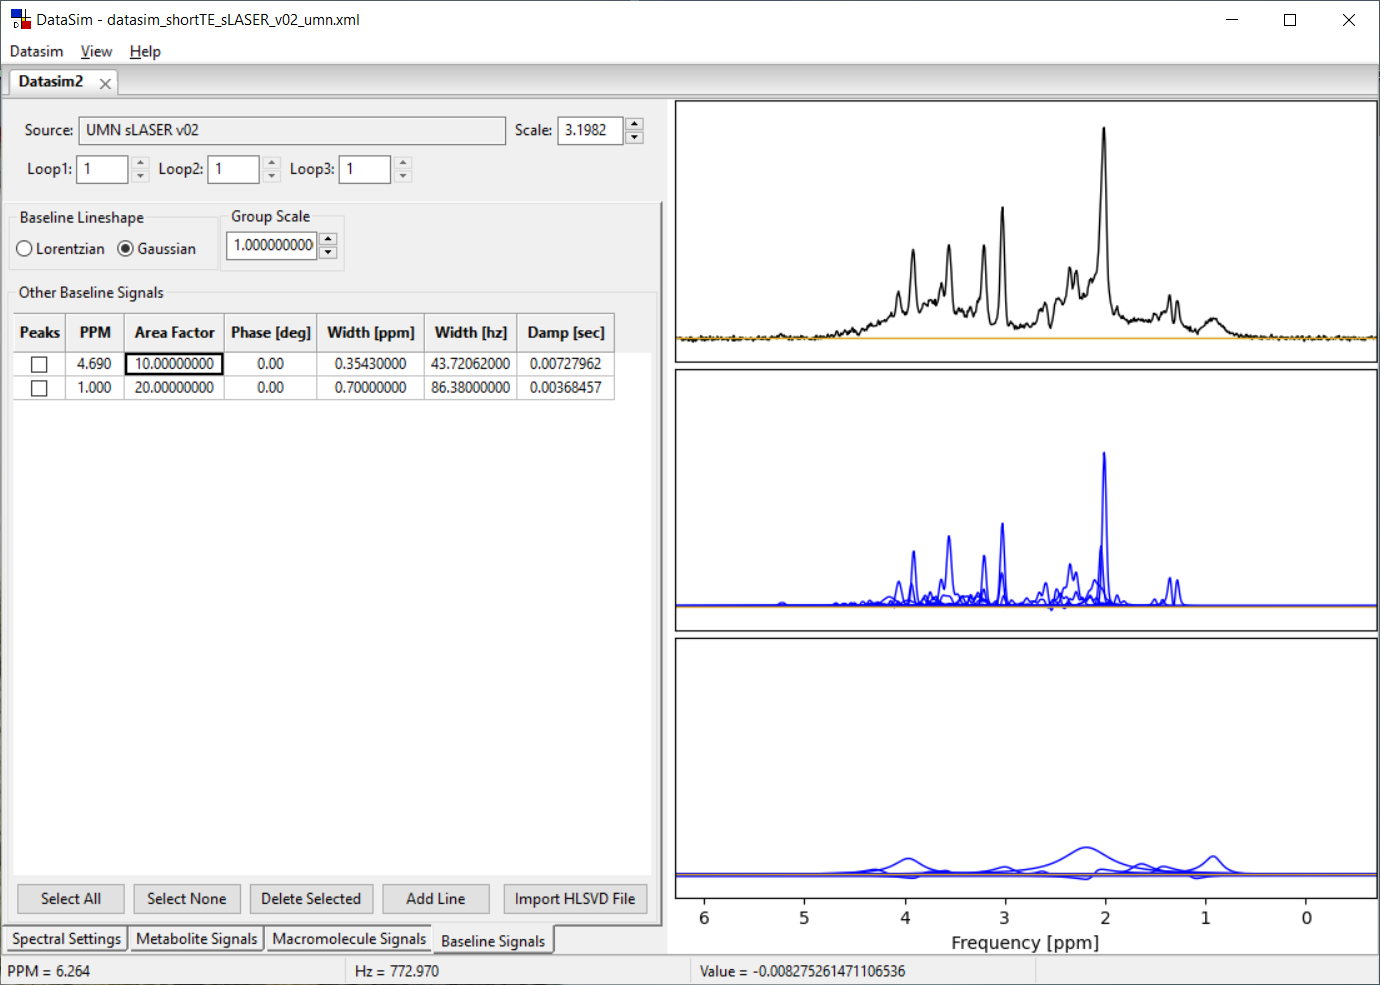 DataSim - datasim_shortTE_sLASER_v02_umn.xml
Datasim View Help
Datasim2
Source: UMN sLASER v02 Scale: 3.1982
Loop1: 1 Loop2: 1 Loop3: 1
Baseline Lineshape Group Scale
Lorentzian Gaussian 1.000000000
Other Baseline Signals
Peaks PPM Area Factor Phase [deg] Width [ppm] Width [hz] Damp [sec]
4.690 10.00000000 0.00 0.35430000 43.72062000 0.00727962
1.000 20.00000000 0.00 0.70000000 86.38000000 0.00368457
Select All Select None Delete Selected Add Line Import HLSVD File
Spectral Settings Metabolite Signals Macromolecule Signals Baseline Signals
6 5 4 3 2 1 0
Frequency [ppm]
PPM = 6.264 Hz = 772.970 Value = -0.008275261471106536